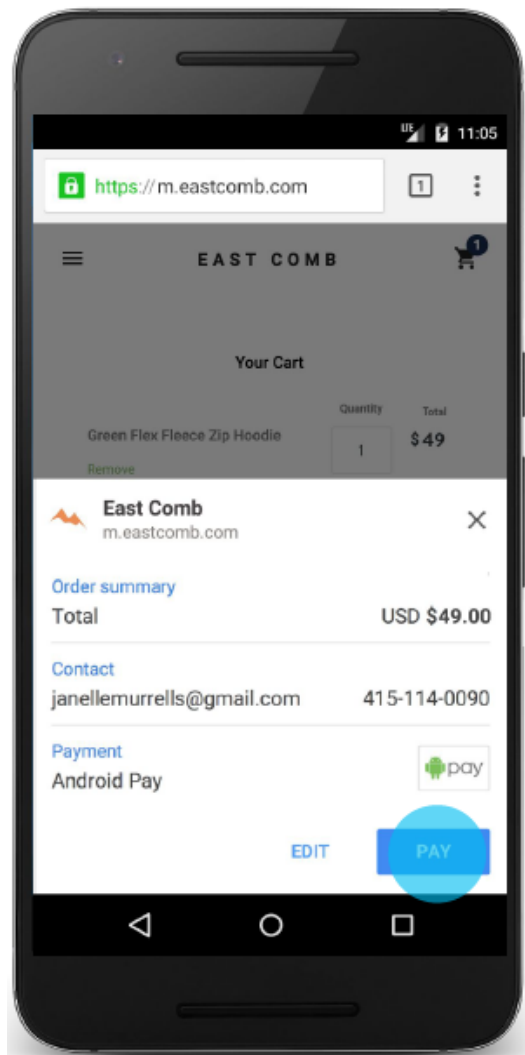 LTE 11:05
https://m.eastcomb.com 1
EAST COMB 1
Your Cart
Quantity Total
Green Flex Fleece Zip Hoodie 1 $49
Remove
East Comb
m.eastcomb.com
Order summary
Total USD $49.00
Contact
janellemurrells@gmail.com 415-114-0090
Payment
Android Pay pay
EDIT PAY